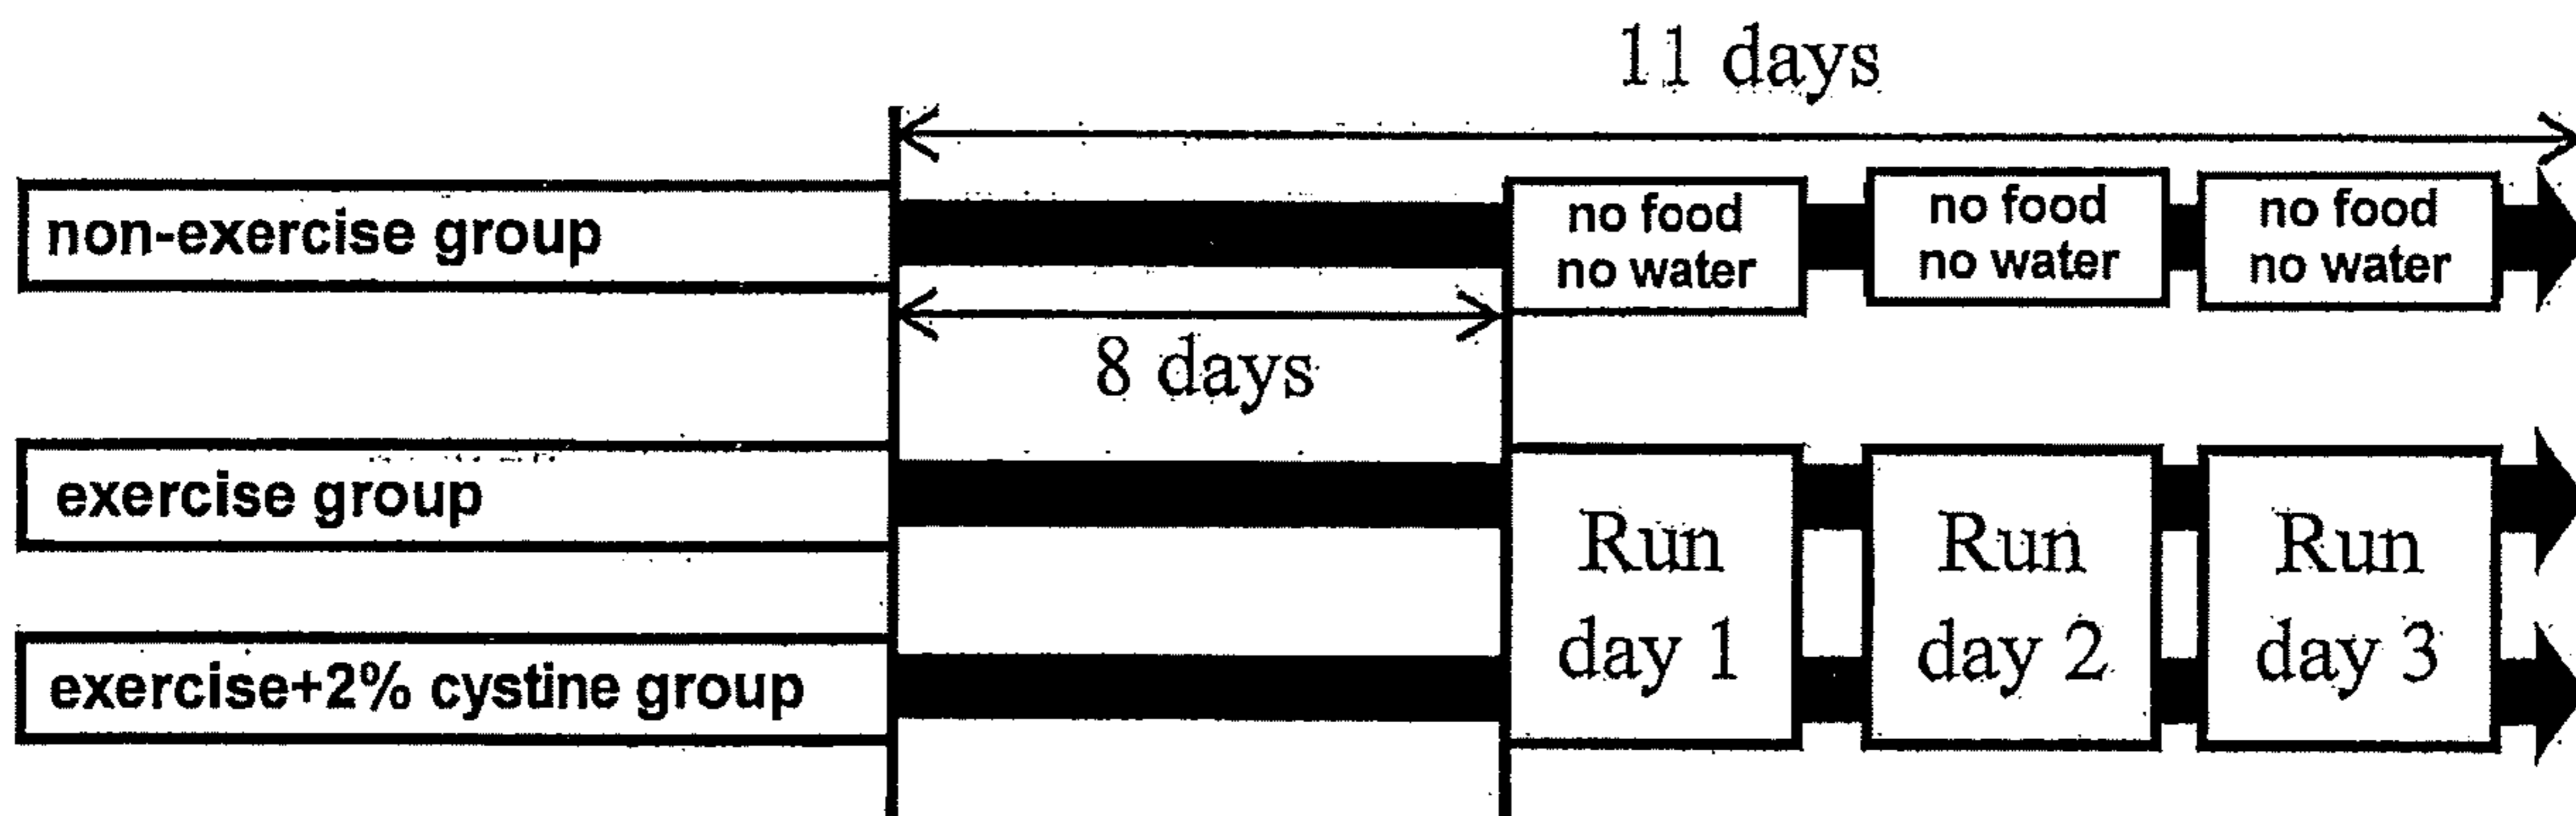 11 days
non-exercise group
no food
no water
no food
no water
no food
no water
8 days
exercise group
exercise+2% cystine group
Run
day 1
Run
day 2
Run
day 3